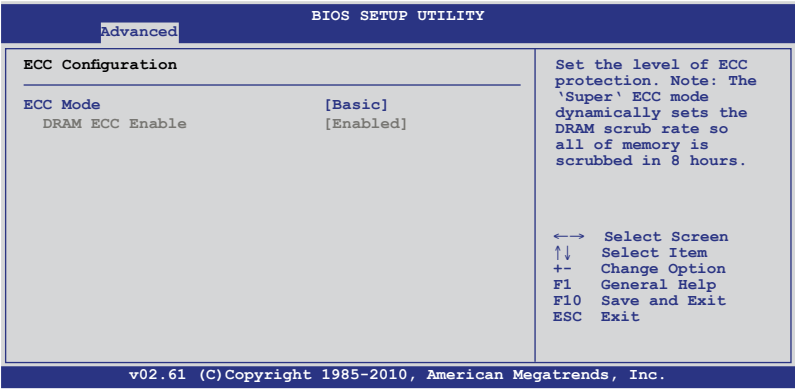 BIOS SETUP UTILITY
Advanced
ECC Configuration
ECC Mode [Basic]
DRAM ECC Enable [Enabled]
Set the level of ECC
protection. Note: The
‘Super‘ ECC mode
dynamically sets the
DRAM scrub rate so
all of memory is
scrubbed in 8 hours.
←→ Select Screen
↑↓ Select Item
+- Change Option
F1 General Help
F10 Save and Exit
ESC Exit
v02.61 (C)Copyright 1985-2010, American Megatrends, Inc.